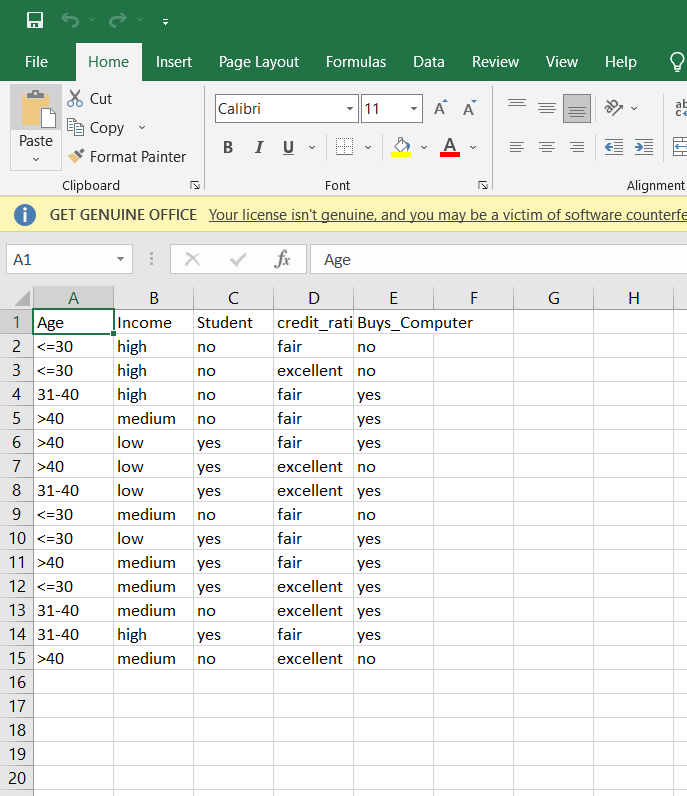 File Home Insert Page Layout Formulas Data Review View Help
Paste
Cut
Copy
Format Painter
Clipboard
Calibri 11 A A
B I U A
Font
ab
Alignment
GET GENUINE OFFICE Your license isn't genuine, and you may be a victim of software counterfe
A1 fx Age
A B C D E F G H
1 Age Income Student credit_rati Buys_Computer
2 <=30 high no fair no
3 <=30 high no excellent no
4 31-40 high no fair yes
5 >40 medium no fair yes
6 >40 low yes fair yes
7 >40 low yes excellent no
8 31-40 low yes excellent yes
9 <=30 medium no fair no
10 <=30 low yes fair yes
11 >40 medium yes fair yes
12 <=30 medium yes excellent yes
13 31-40 medium no excellent yes
14 31-40 high yes fair yes
15 >40 medium no excellent no
16
17
18
19
20